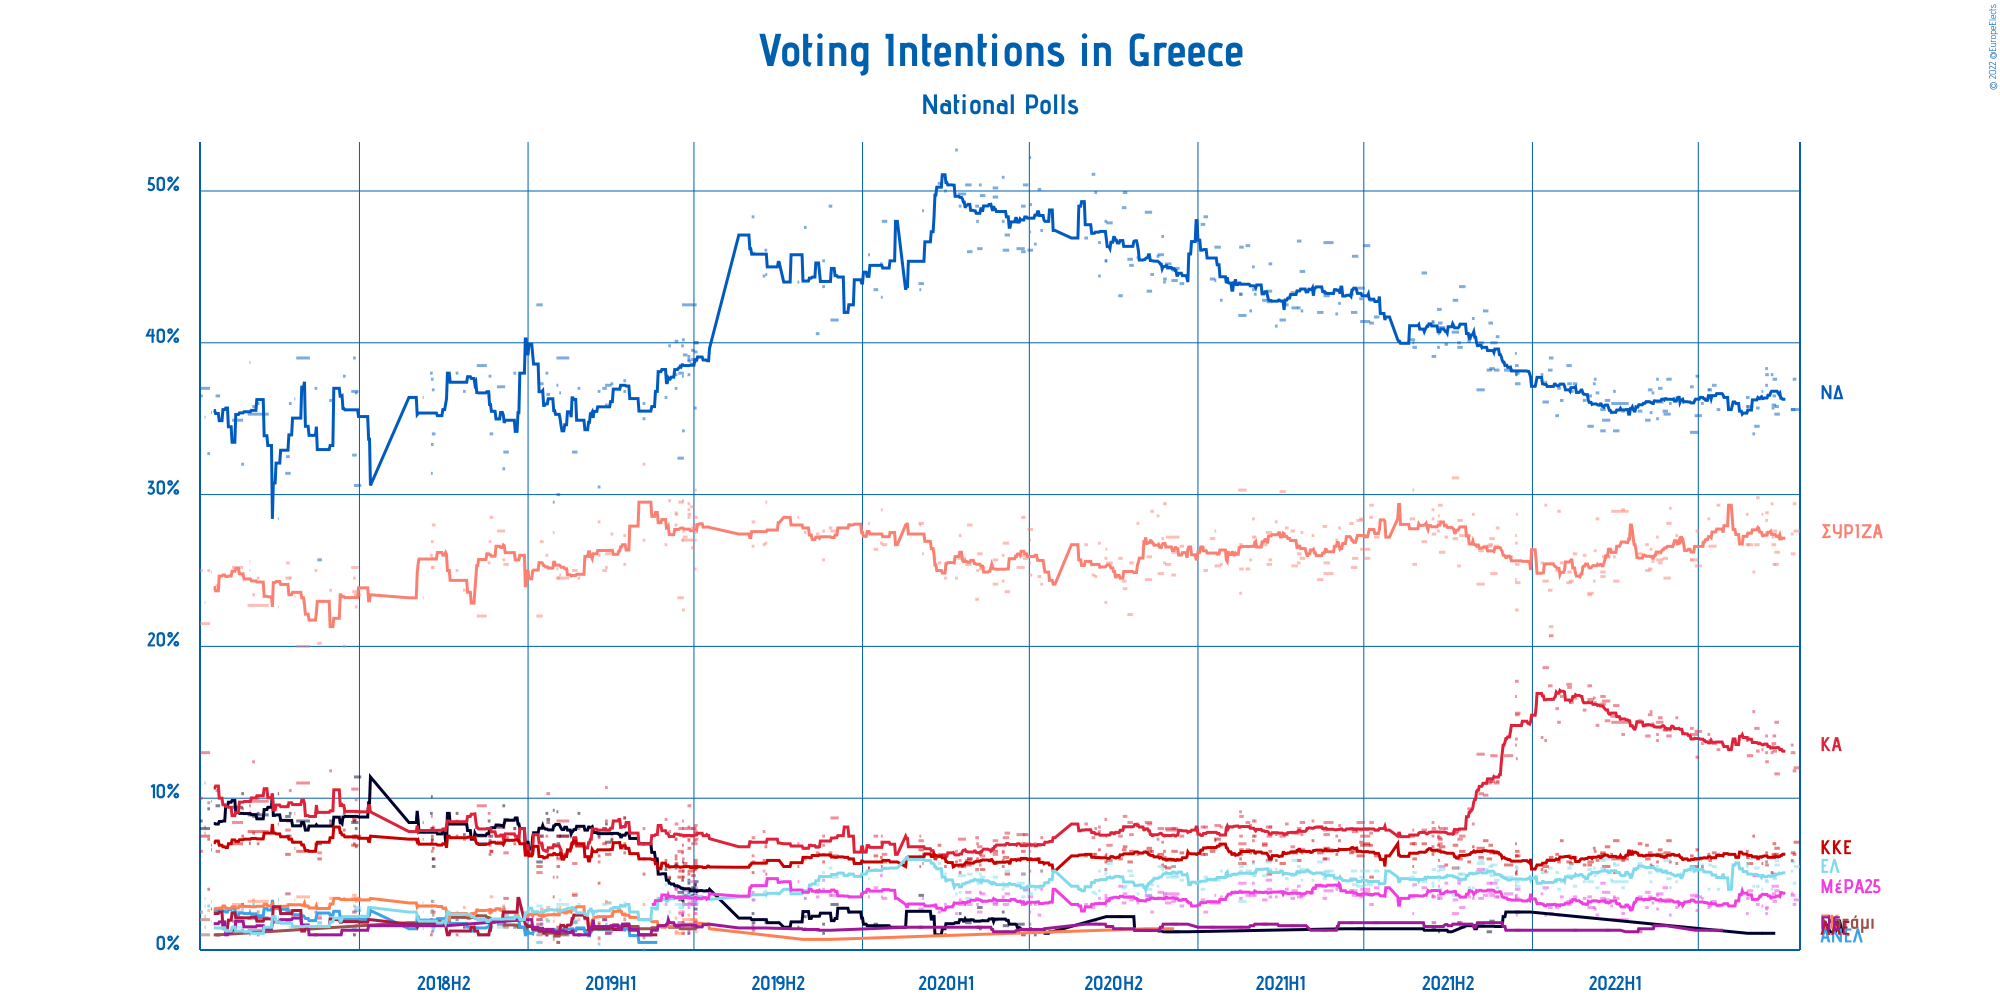 © 2022 @EuropeElects
Voting Intentions in Greece
National Polls
50%
40%
30%
20%
10%
0%
ΝΔ
ΣΥΡΙΖΑ
ΚΑ
ΚΚΕ
ΕΛ
ΜέΡΑ25
ΑΝΕΛ
2018H2
2019H1
2019H2
2020H1
2020H2
2021H1
2021H2
2022H1